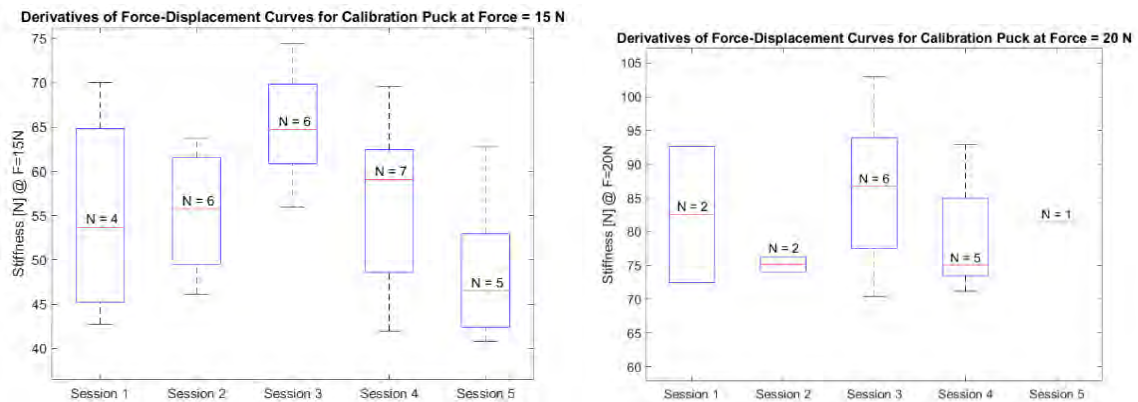 Derivatives of Force-Displacement Curves for Calibration Puck at Force = 15 N
Stiffness [N] @ F=15N
75
70
65
60
55
50
45
40
N = 4
N = 6
N = 6
N = 7
N = 5
Session 1 Session 2 Session 3 Session 4 Session 5
Derivatives of Force-Displacement Curves for Calibration Puck at Force = 20 N
Stiffness [N] @ F=20N
105
100
95
90
85
80
75
70
65
60
N = 2
N = 2
N = 6
N = 5
N = 1
Session 1 Session 2 Session 3 Session 4 Session 5